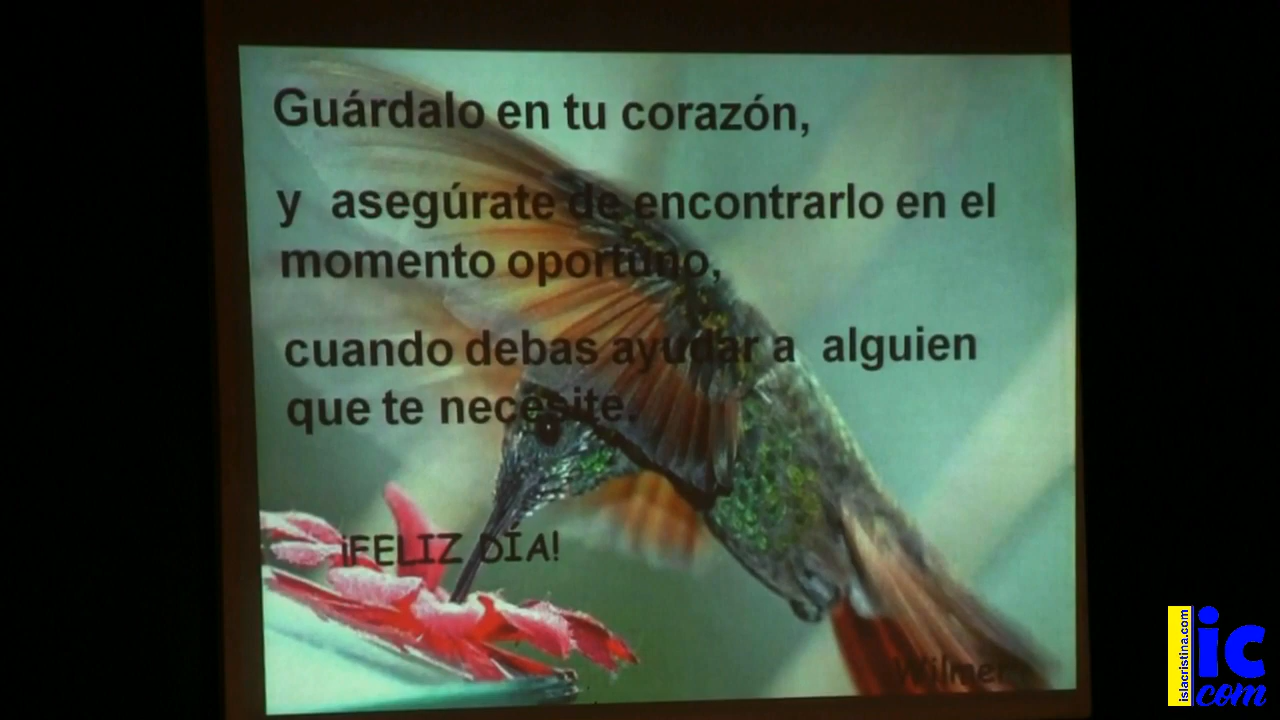 Guárdalo en tu corazón,
y asegúrate de encontrarlo en el
momento oportuno,
cuando debas ayudar a alguien
que te necesite.
¡FELIZ DÍA!
islacristina.com
ic
com